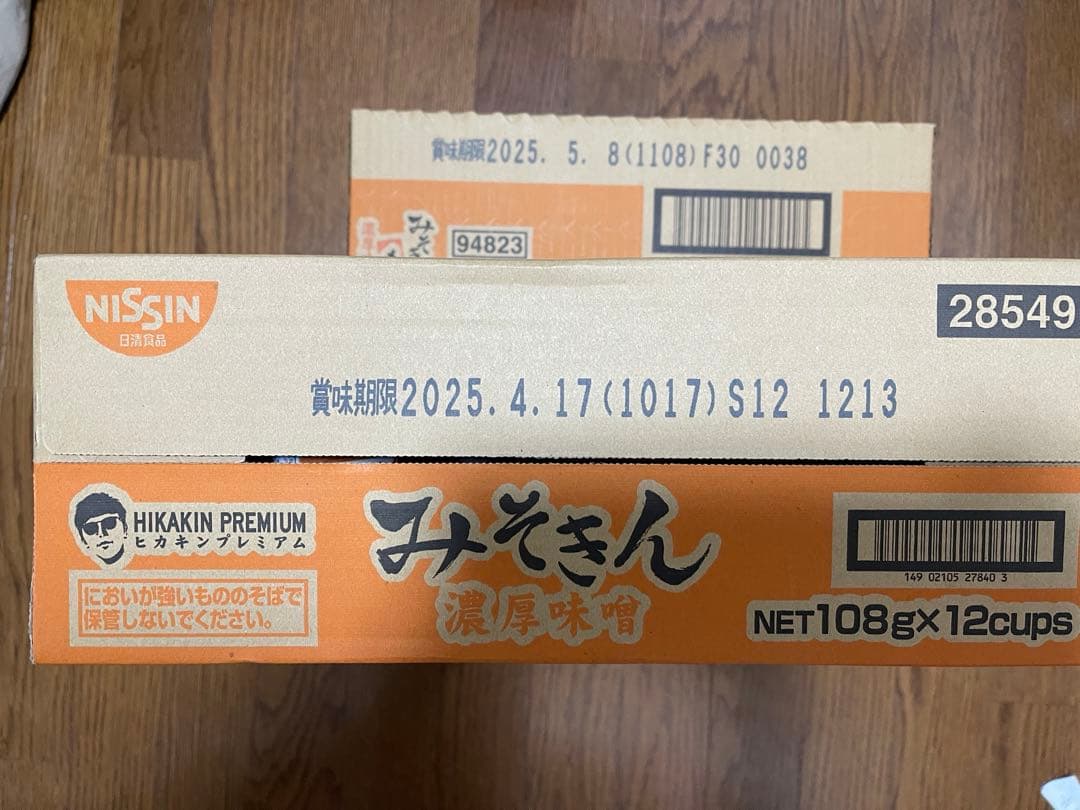 賞味期限2025. 5. 8(1108)F30 0038
みそき
94823
NISSIN
日清食品
28549
賞味期限2025.4.17(1017)S12 1213
HIKAKIN PREMIUM
ヒカキンプレミアム
みそきん
濃厚味噌
においが強いもののそばで
保管しないでください。
149 02105 27840 3
NET108g×12cups